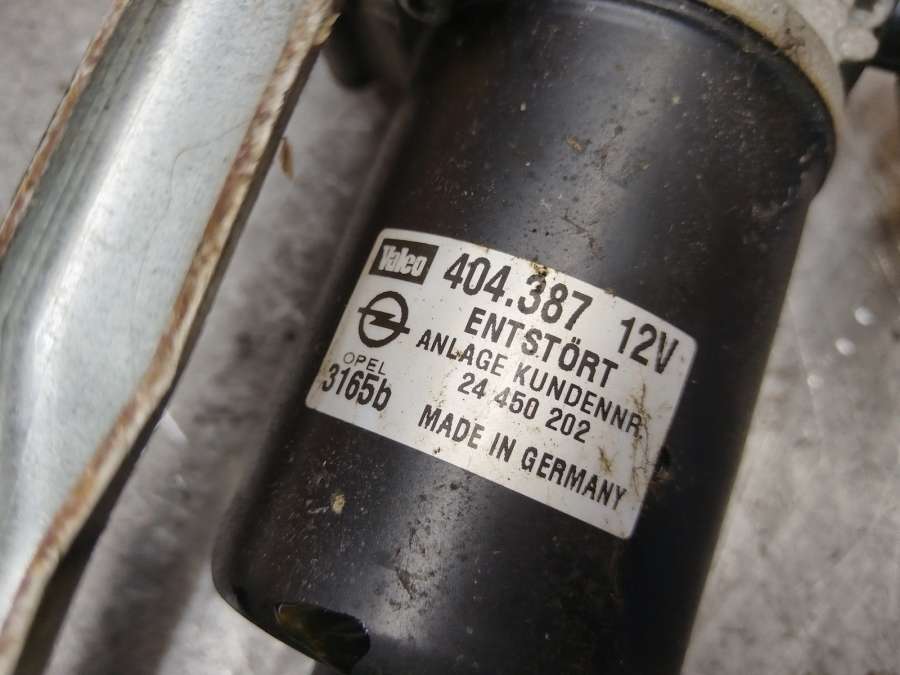 Valeo 404.387 12V
ENTSTÖRT
ANLAGE KUNDENNR.
OPEL 24 450 202
3165b MADE IN GERMANY